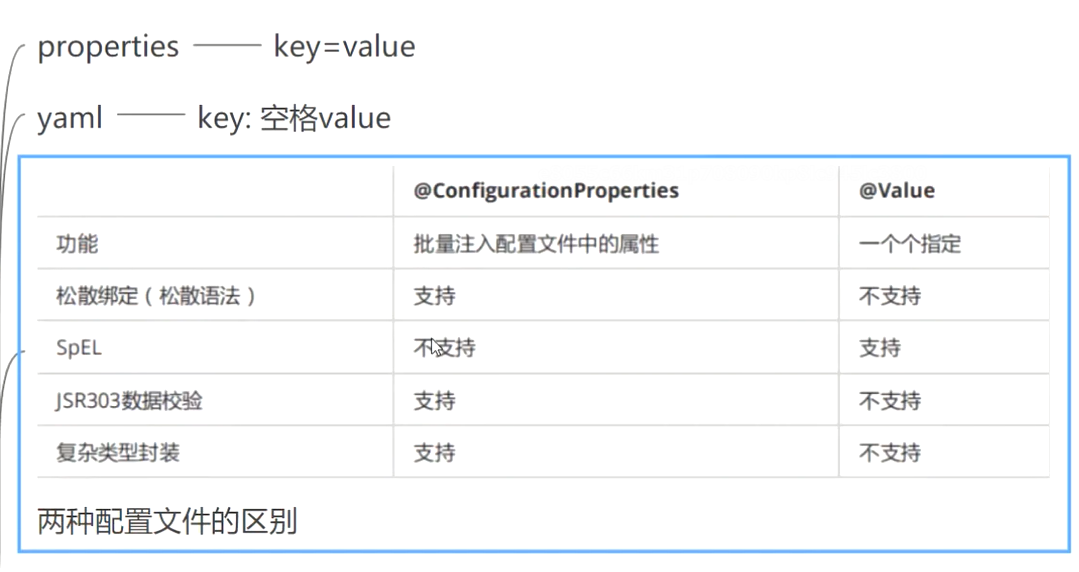 properties key=value
yaml key: 空格value
@ConfigurationProperties @Value
功能 批量注入配置文件中的属性 一个个指定
松散绑定（松散语法） 支持 不支持
SpEL 不支持 支持
JSR303数据校验 支持 不支持
复杂类型封装 支持 不支持
两种配置文件的区别